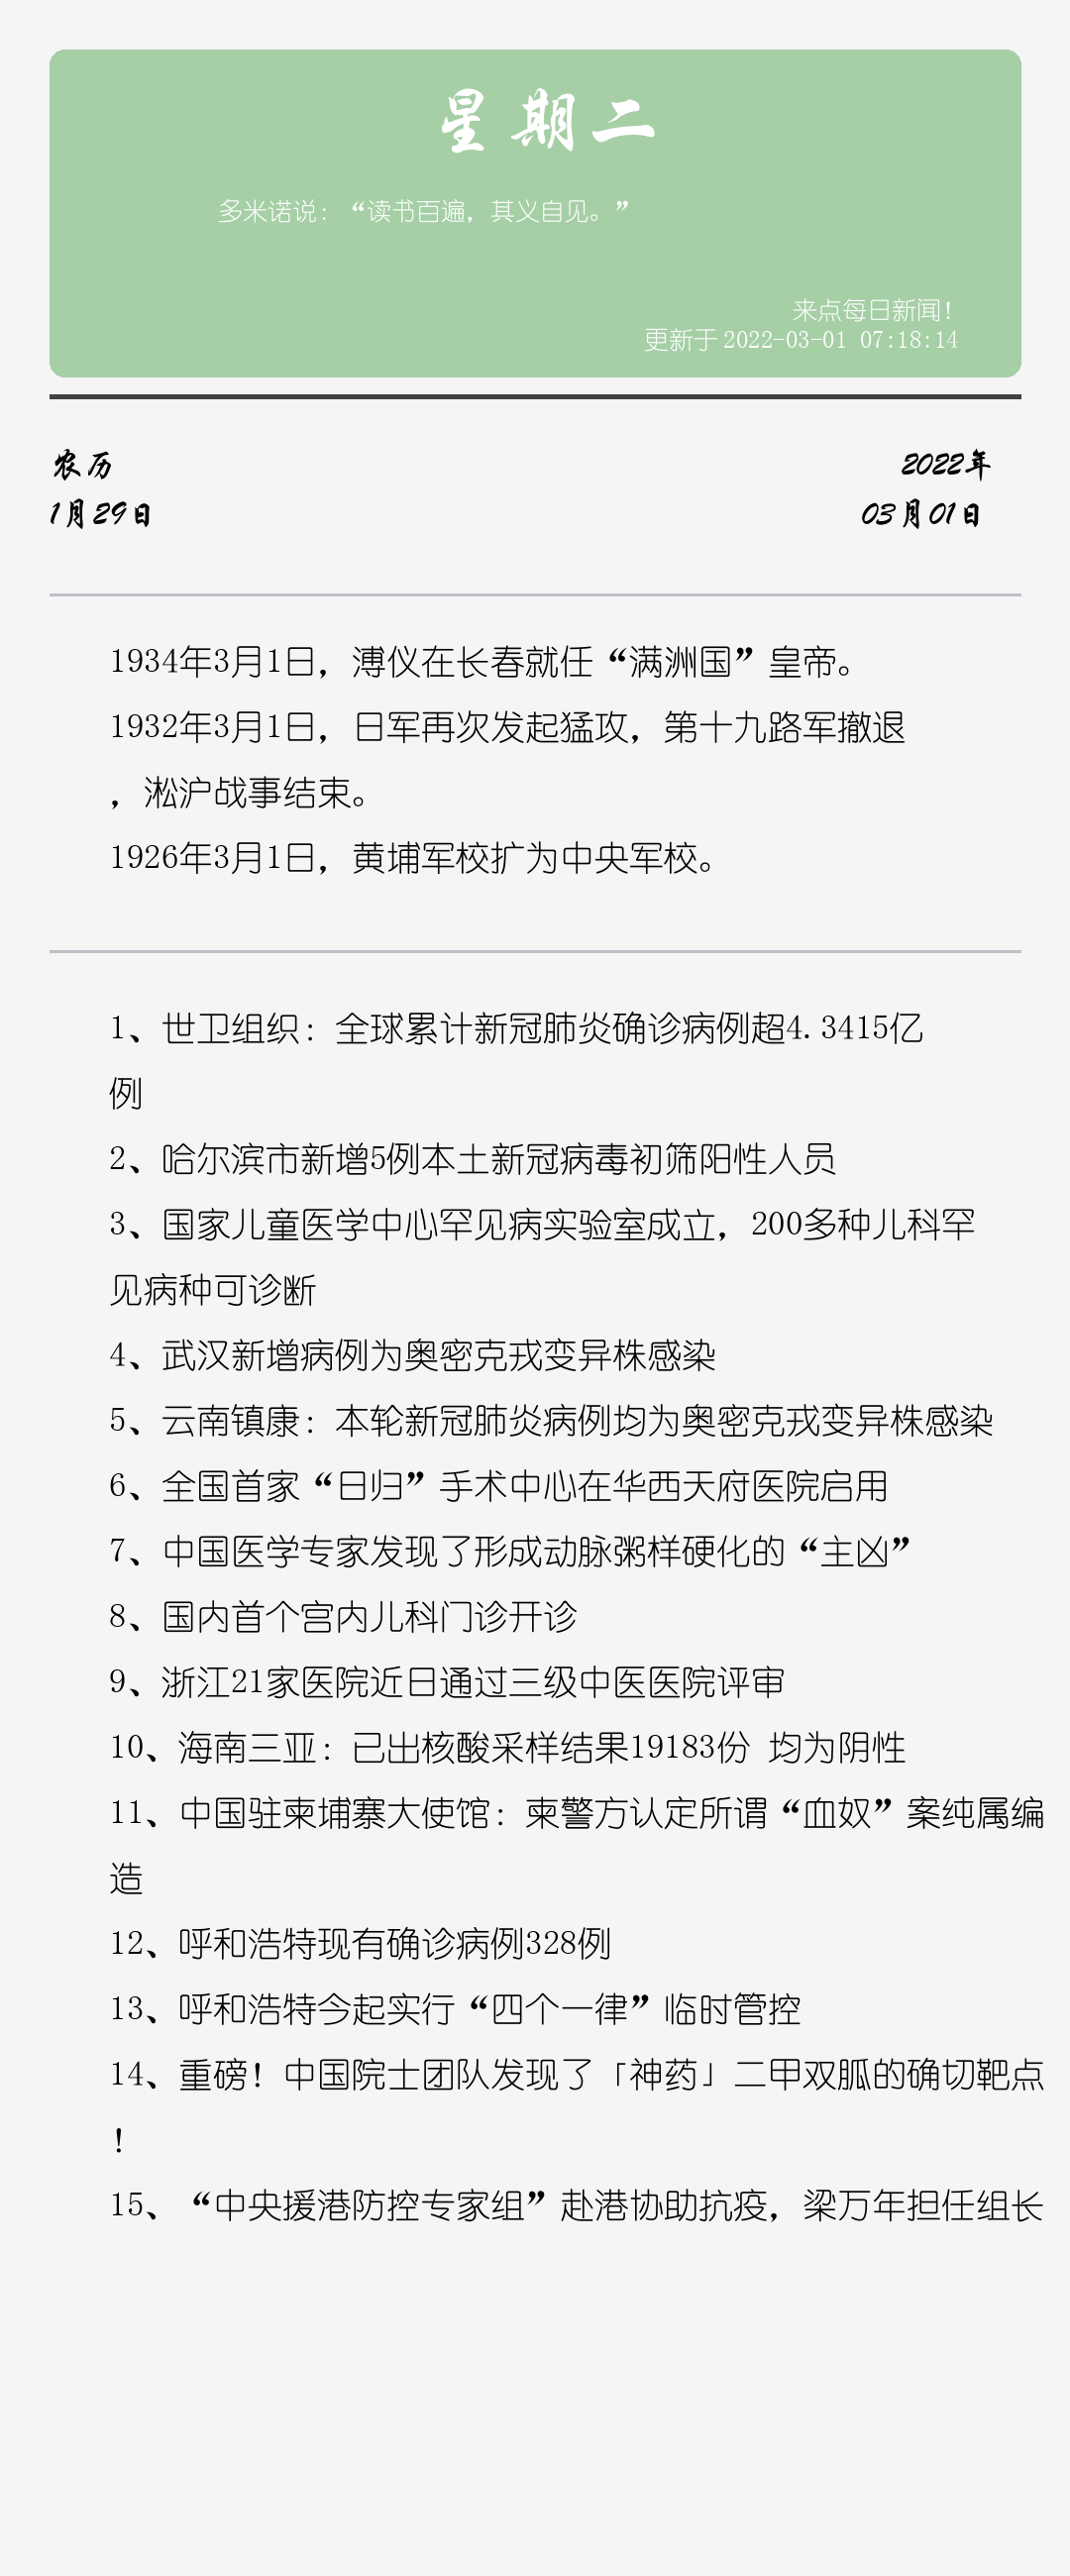 星期二
多米诺说：“读书百遍，其义自见。”
来点每日新闻！
更新于 2022-03-01 07:18:14
农历
2022年
1月29日
03月01日
1934年3月1日，溥仪在长春就任“满洲国”皇帝。
1932年3月1日，日军再次发起猛攻，第十九路军撤退
，淞沪战事结束。
1926年3月1日，黄埔军校扩为中央军校。
1、世卫组织：全球累计新冠肺炎确诊病例超4.3415亿
例
2、哈尔滨市新增5例本土新冠病毒初筛阳性人员
3、国家儿童医学中心罕见病实验室成立，200多种儿科罕
见病种可诊断
4、武汉新增病例为奥密克戎变异株感染
5、云南镇康：本轮新冠肺炎病例均为奥密克戎变异株感染
6、全国首家“日归”手术中心在华西天府医院启用
7、中国医学专家发现了形成动脉粥样硬化的“主凶”
8、国内首个宫内儿科门诊开诊
9、浙江21家医院近日通过三级中医医院评审
10、海南三亚：已出核酸采样结果19183份 均为阴性
11、中国驻柬埔寨大使馆：柬警方认定所谓“血奴”案纯属编
造
12、呼和浩特现有确诊病例328例
13、呼和浩特今起实行“四个一律”临时管控
14、重磅！中国院士团队发现了「神药」二甲双胍的确切靶点
！
15、“中央援港防控专家组”赴港协助抗疫，梁万年担任组长